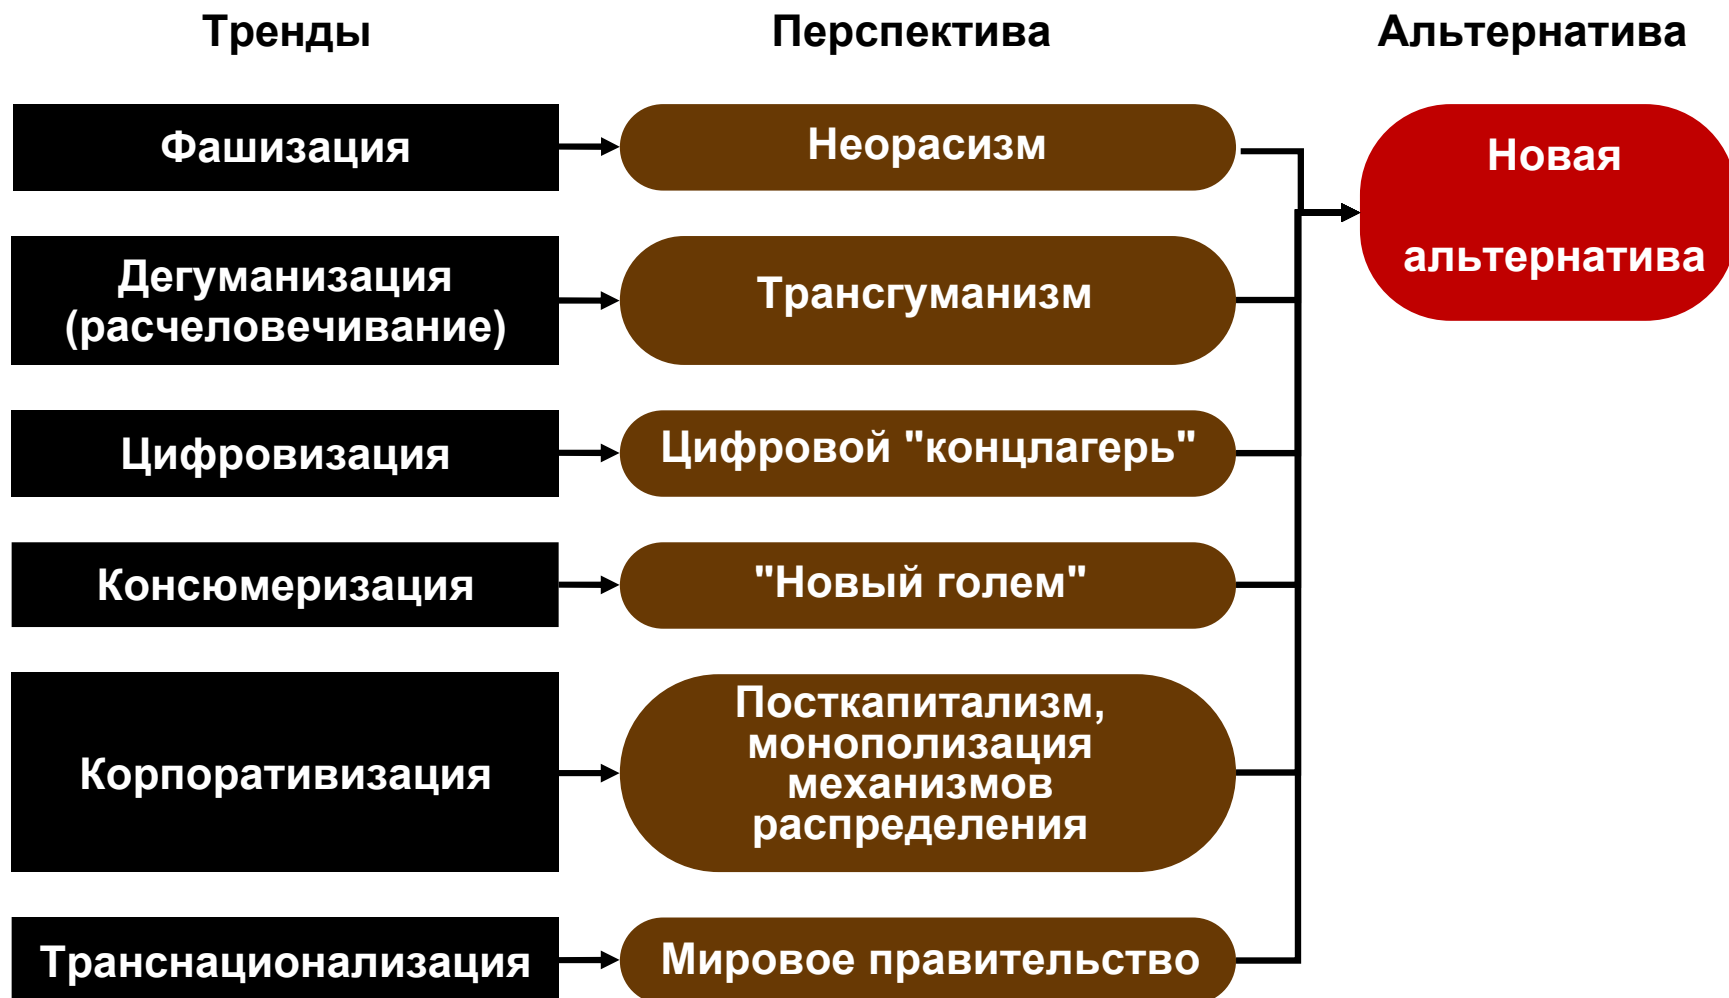 Тренды
Перспектива
Альтернатива
Фашизация
Неорасизм
Новая
альтернатива
Дегуманизация
(расчеловечивание)
Трансгуманизм
Цифровизация
Цифровой "концлагерь"
Консюмеризация
"Новый голем"
Корпоративизация
Посткапитализм,
монополизация
механизмов
распределения
Транснационализация
Мировое правительство